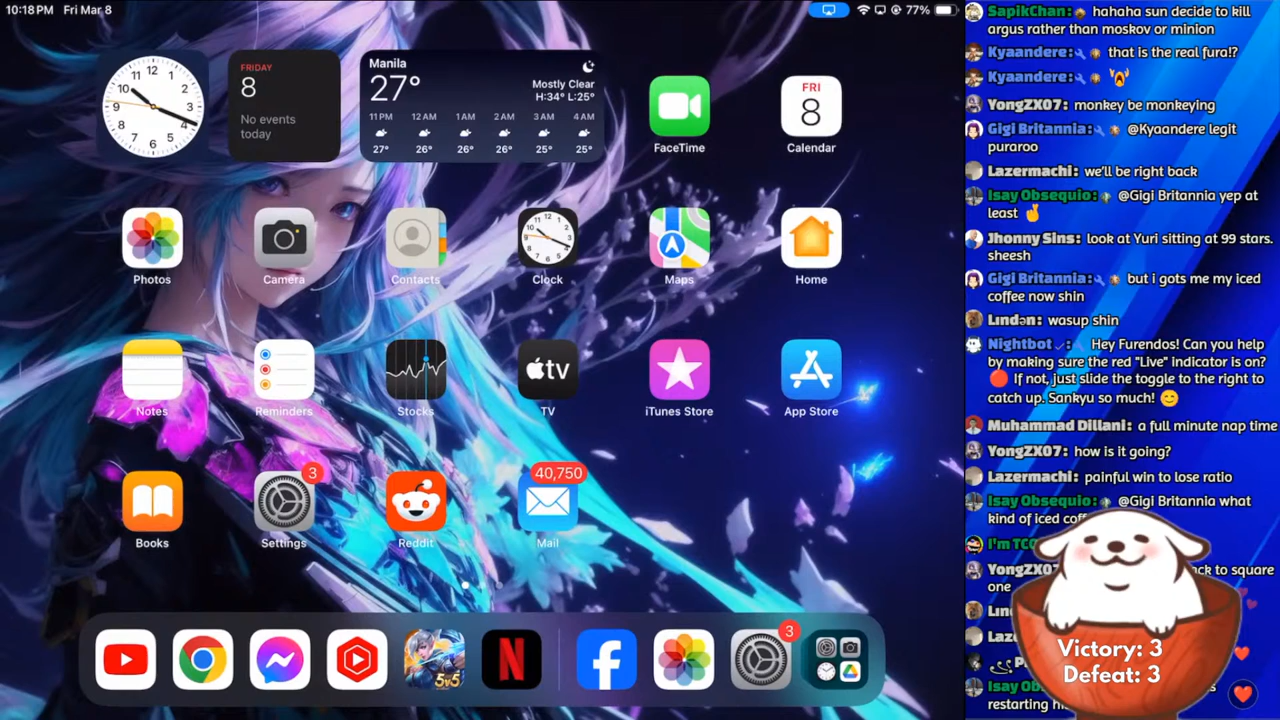 10:18 PM Fri Mar 8
77%
FRIDAY
8
No events
today
Manila
27°
Mostly Clear
H:34° L:25°
11 PM 12 AM 1 AM 2 AM 3 AM 4 AM
27° 26° 26° 26° 25° 25°
FaceTime
FRI
8
Calendar
Photos
Camera
Contacts
Clock
Maps
Home
Notes
Reminders
Stocks
tv
TV
iTunes Store
App Store
Books
3
Settings
Reddit
40,750
Mail
5v5
N
3
SapikChan: hahaha sun decide to kill
argus rather than moskov or minion
Kyaandere: that is the real fura!?
Kyaandere:
YongZX07: monkey be monkeying
Gigi Britannia: @Kyaandere legit
puraroo
Lazermachi: we'll be right back
Isay Obsequio: @Gigi Britannia yep at
least
Jhonny Sins: look at Yuri sitting at 99 stars.
sheesh
Gigi Britannia: but i gots me my iced
coffee now shin
Lındən: wasup shin
Nightbot: Hey Furendos! Can you help
by making sure the red "Live" indicator is on?
If not, just slide the toggle to the right to
catch up. Sankyu so much!
Muhammad Dillani: a full minute nap time
YongZX07: how is it going?
Lazermachi: painful win to lose ratio
Isay Obsequio: @Gigi Britannia what
kind of iced
I'm
to square
one
Victory: 3
Defeat: 3
restarting